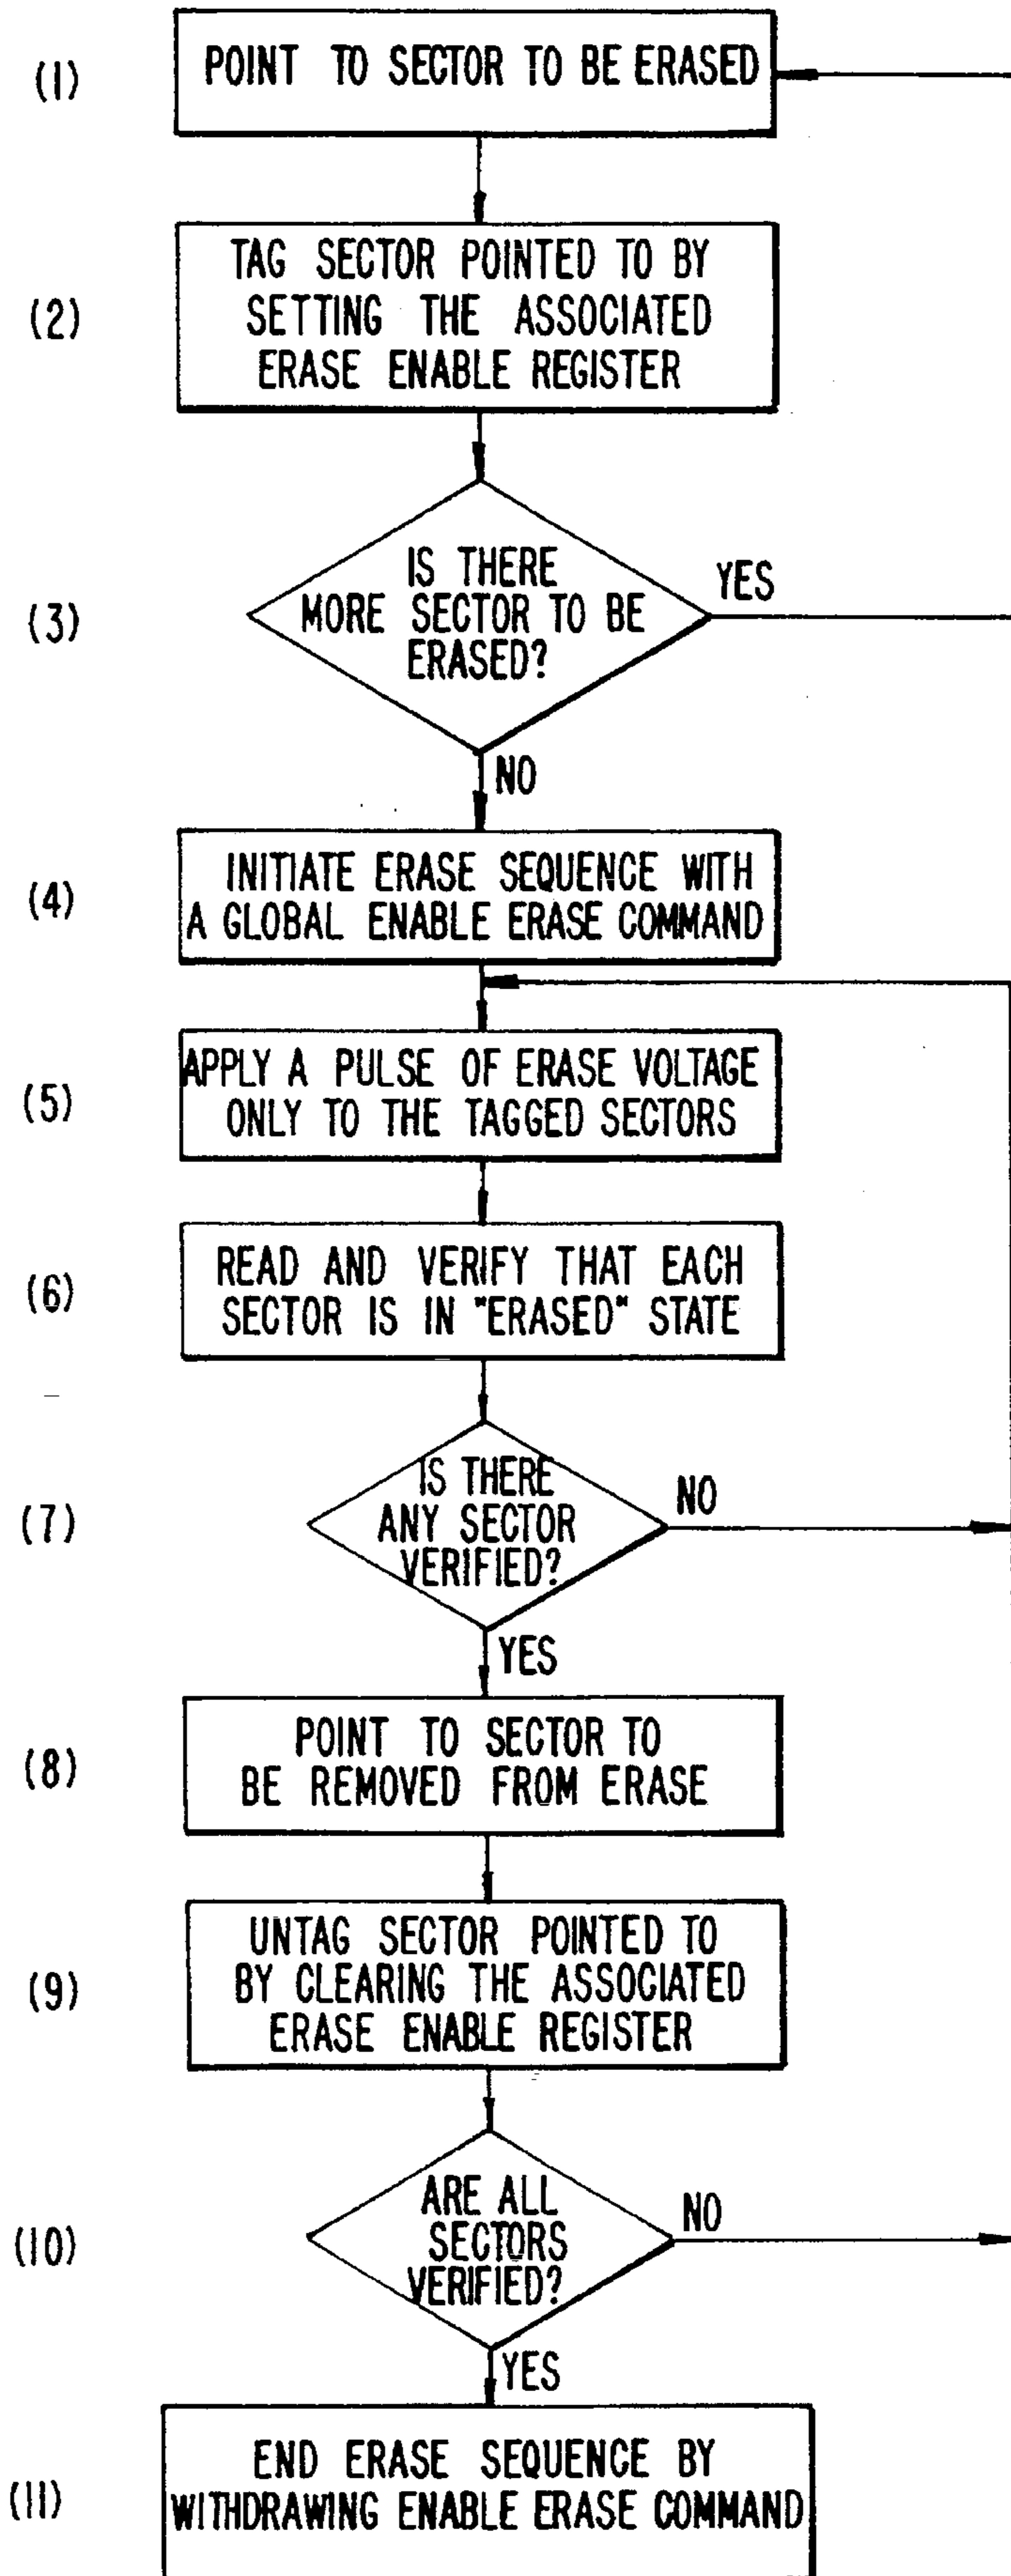 (1)
POINT TO SECTOR TO BE ERASED
(2)
TAG SECTOR POINTED TO BY
SETTING THE ASSOCIATED
ERASE ENABLE REGISTER
(3)
IS THERE
MORE SECTOR TO BE
ERASED?
YES
NO
(4)
INITIATE ERASE SEQUENCE WITH
A GLOBAL ENABLE ERASE COMMAND
(5)
APPLY A PULSE OF ERASE VOLTAGE
ONLY TO THE TAGGED SECTORS
(6)
READ AND VERIFY THAT EACH
SECTOR IS IN "ERASED" STATE
(7)
IS THERE
ANY SECTOR
VERIFIED?
NO
YES
(8)
POINT TO SECTOR TO
BE REMOVED FROM ERASE
(9)
UNTAG SECTOR POINTED TO
BY CLEARING THE ASSOCIATED
ERASE ENABLE REGISTER
(10)
ARE ALL
SECTORS
VERIFIED?
NO
YES
(11)
END ERASE SEQUENCE BY
WITHDRAWING ENABLE ERASE COMMAND